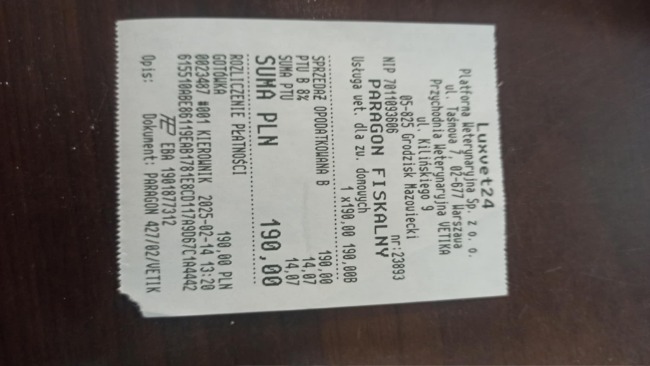 Luxvet24
Platforma Weterynaryjna Sp. z o. o.
ul. Taśmowa 7, 02-677 Warszawa
Przychodnia Weterynaryjna VETIKA
ul. Kilińskiego 9
05-825 Grodzisk Mazowiecki
NIP 7011093606 nr:23893
PARAGON FISKALNY
Usługa wet. dla zw. domowych
1 x190,00 190,00B
SPRZEDAŻ OPODATKOWANA B 190,00
PTU B 8% 14,07
SUMA PTU 14,07
SUMA PLN 190,00
ROZLICZENIE PŁATNOŚCI
GOTÓWKA 190,00 PLN
0023487 #001 KIEROWNIK 2025-02-14 13:20
615510ABE86119EAB1781E8CD117A9D67C1A4442
EBA 1901877312
Dokument: PARAGON 427/02/VETIK
Opis: